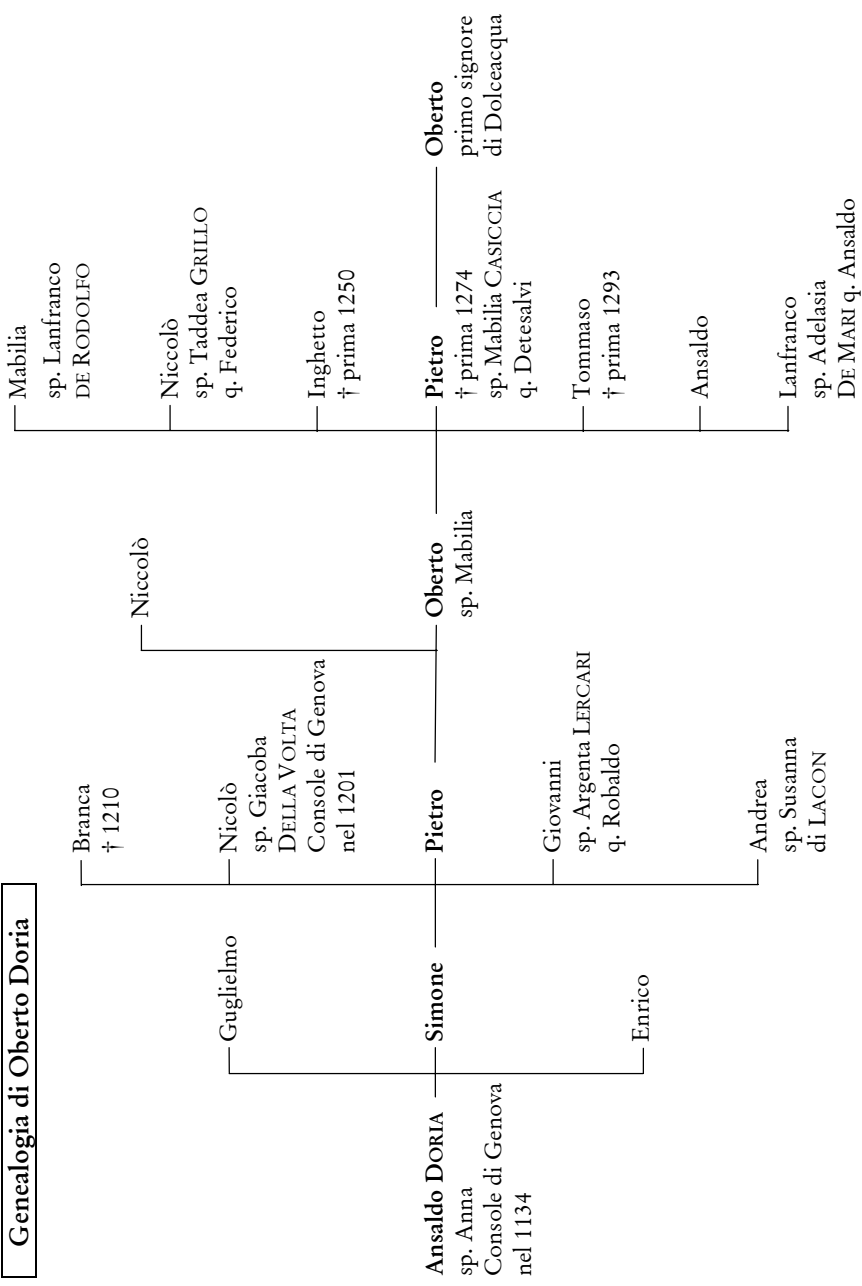 Genealogia di Oberto Doria
Ansaldo DORIA
sp. Anna
Console di Genova
nel 1134
Guglielmo
Simone
Enrico
Branca
† 1210
Nicolò
sp. Giacoba
DELLA VOLTA
Console di Genova
nel 1201
Pietro
Giovanni
sp. Argenta LERCARI
q. Robaldo
Andrea
sp. Susanna
di LACON
Niccolò
Oberto
sp. Mabilia
Mabilia
sp. Lanfranco
DE RODOLFO
Niccolò
sp. Taddea GRILLO
q. Federico
Inghetto
† prima 1250
Pietro
† prima 1274
sp. Mabilia CASICCIA
q. Detesalvi
Tommaso
† prima 1293
Ansaldo
Lanfranco
sp. Adelasia
DE MARI q. Ansaldo
Oberto
primo signore
di Dolceacqua